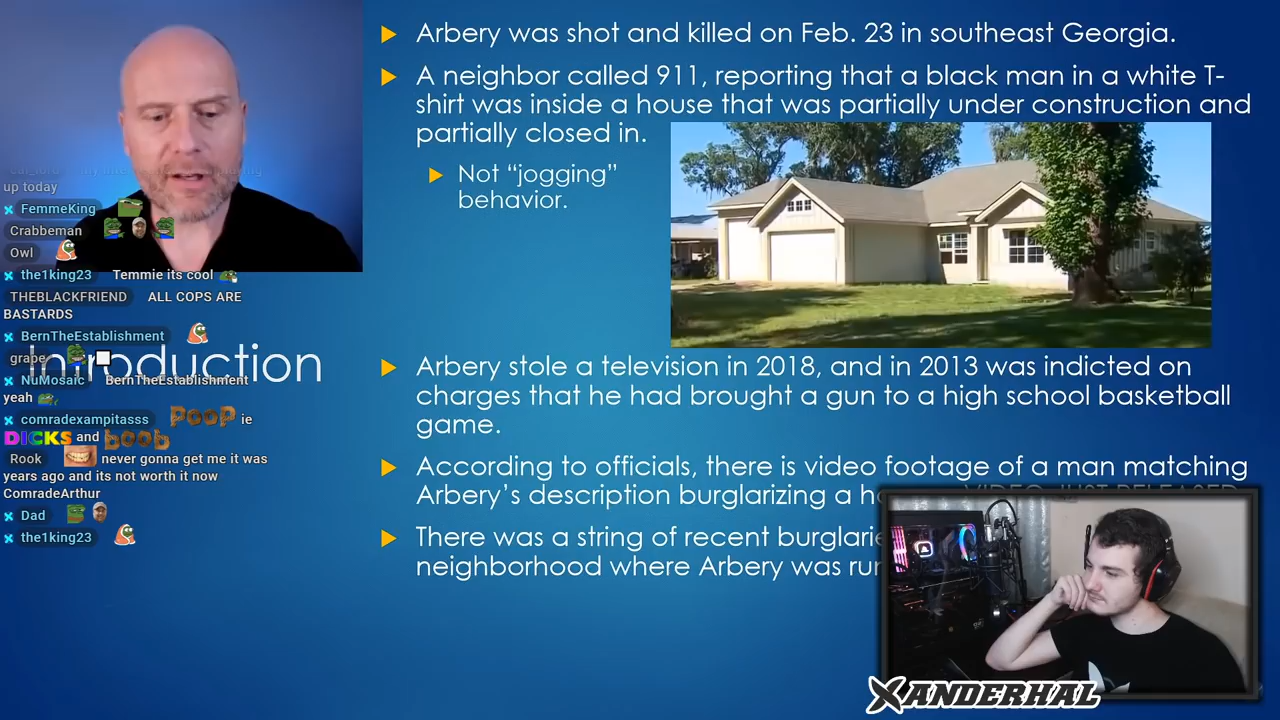 Arbery was shot and killed on Feb. 23 in southeast Georgia.
A neighbor called 911, reporting that a black man in a white T-
shirt was inside a house that was partially under construction and
partially closed in.
Not “jogging”
behavior.
Arbery stole a television in 2018, and in 2013 was indicted on
charges that he had brought a gun to a high school basketball
game.
According to officials, there is video footage of a man matching
Arbery’s description burglarizing a
VIDEO JUST RELEASED
There was a string of recent
neighborhood where Arbery was
Introduction
up today
FemmeKing
Crabbeman
Owl
the1king23 Temmie its cool
THEBLACKFRIEND ALL COPS ARE
BASTARDS
BernTheEstablishment
grape
NuMosaic BernTheEstablishment
yeah
comradexampitasss POOP ie
DICKS and boob
Rook never gonna get me it was
years ago and its not worth it now
ComradeArthur
Dad
the1king23
XANDERHAL